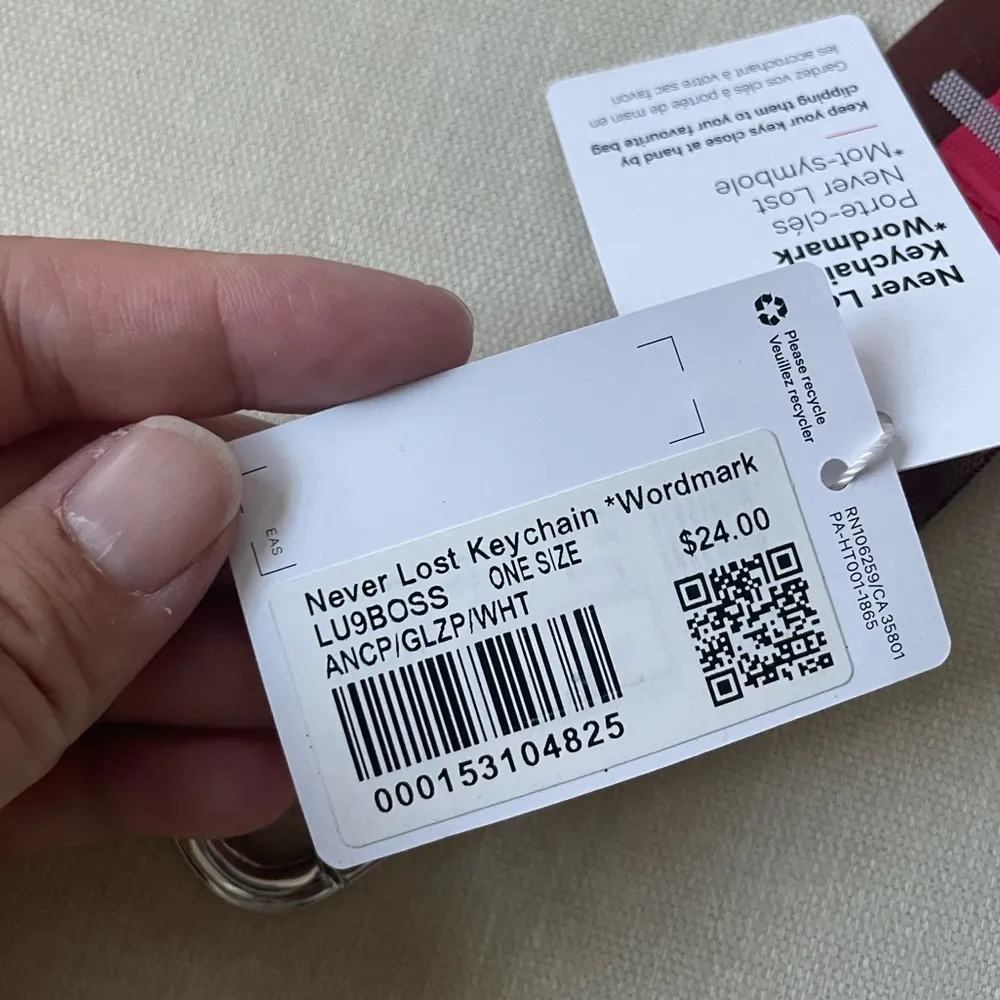 Never Lost Keychain *Wordmark
LU9BOSS ONE SIZE $24.00
ANCP/GLZP/WHT
000153104825
EAS
Please recycle
Veuillez recycler
RN106259/CA 35801
PA-HT001-1865
Never Lo
Keychai
*Wordmark
Porte-clés
Never Lost
*Mot-symbole
Keep your keys close at hand by
clipping them to your favourite bag
Gardez vos clés à portée de main en
les accrochant à votre sac favori